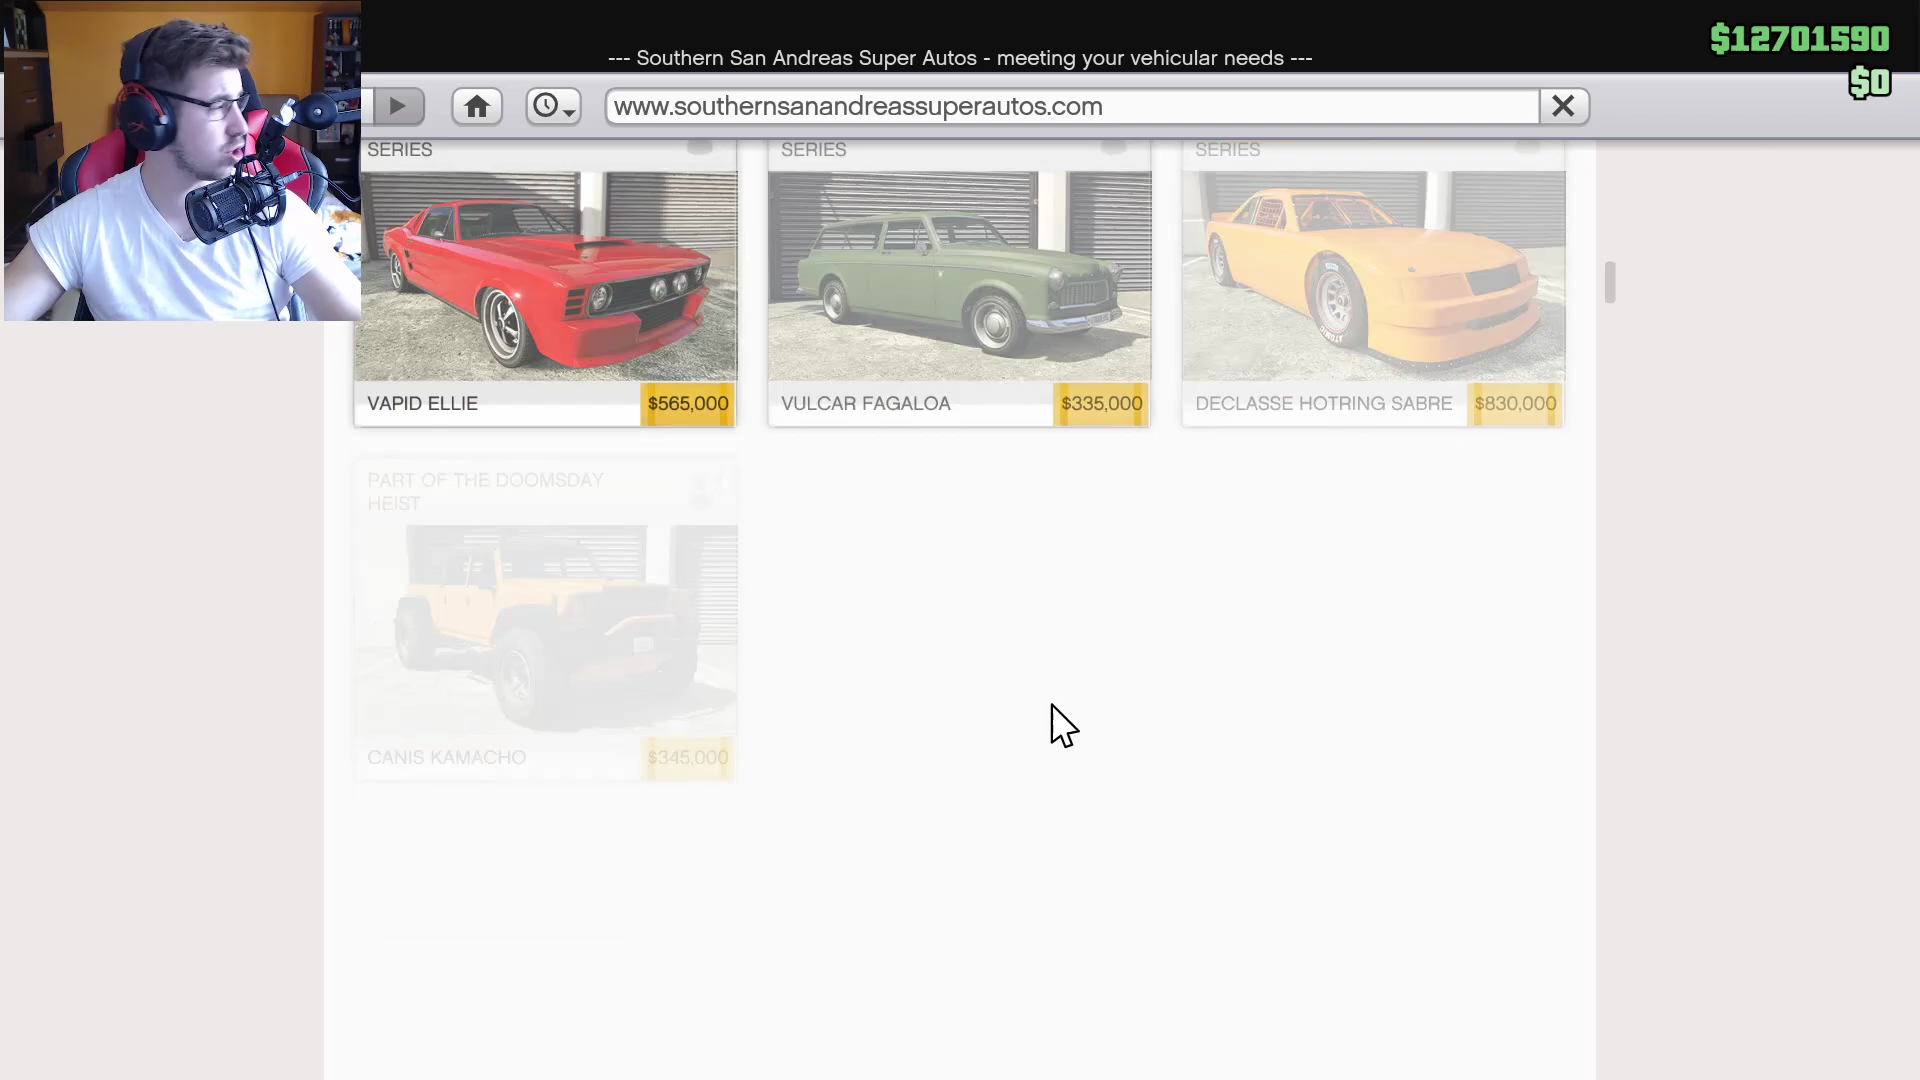 --- Southern San Andreas Super Autos - meeting your vehicular needs ---
$12701590
$0
www.southernsanandreassuperautos.com
SERIES
SERIES
SERIES
VAPID ELLIE
$565,000
VULCAR FAGALOA
$335,000
DECLASSE HOTRING SABRE
$830,000
PART OF THE DOOMSDAY
HEIST
CANIS KAMACHO
$345,000